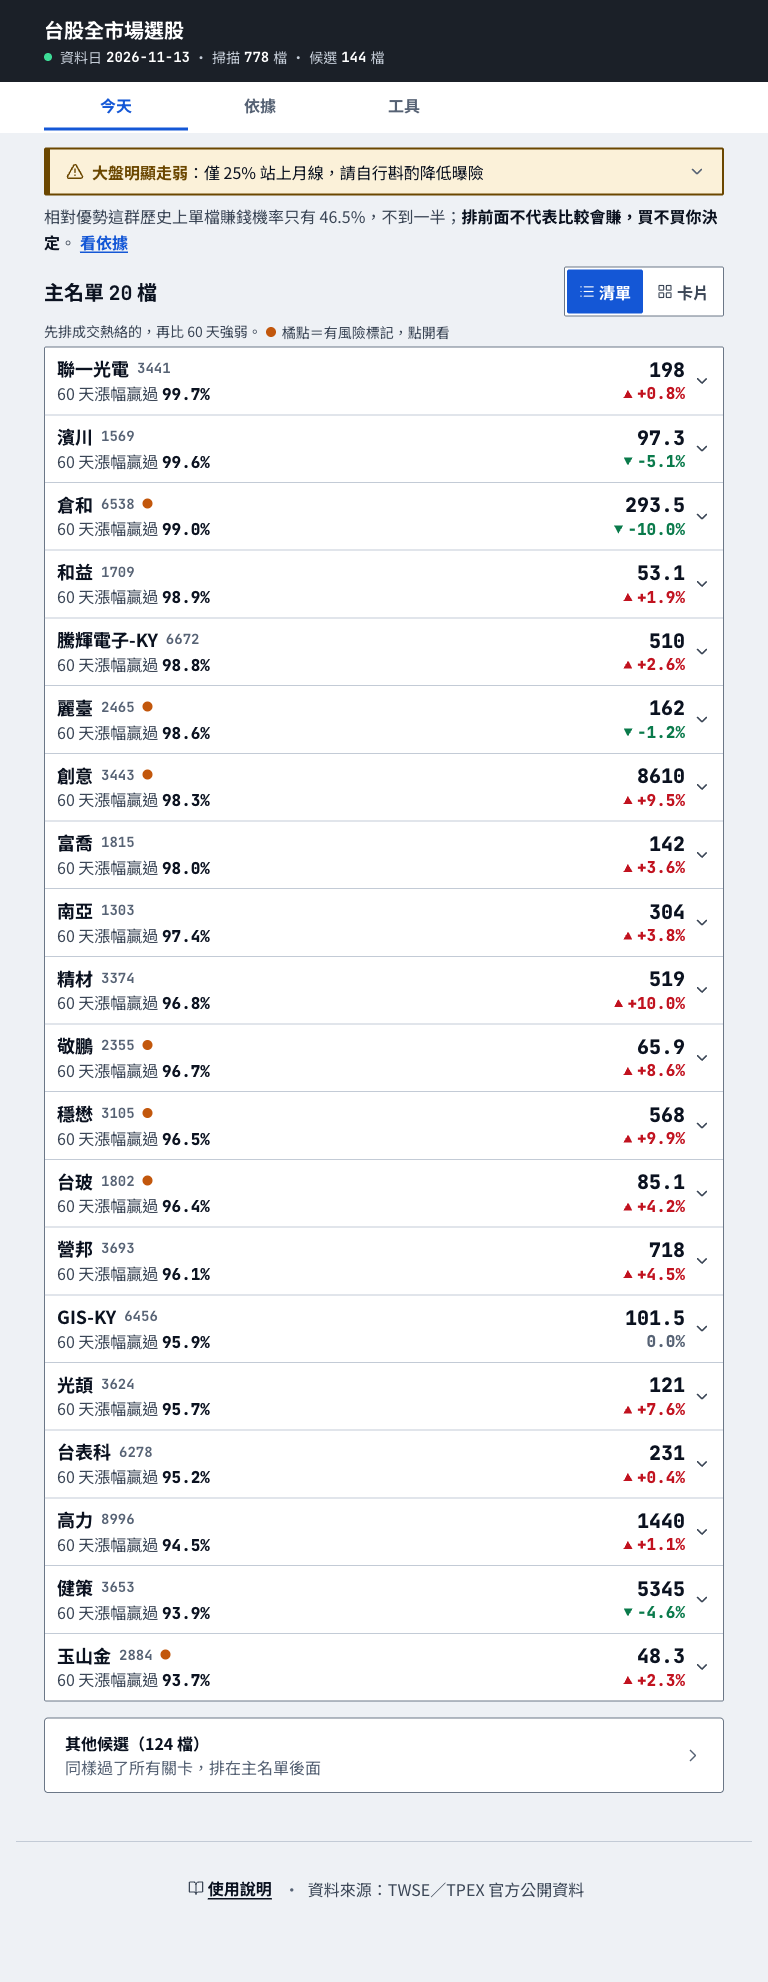 台股全市場選股
資料日 2026-11-13 · 掃描 778 檔 · 候選 144 檔
今天 依據 工具
大盤明顯走弱：僅 25% 站上月線，請自行斟酌降低曝險
相對優勢這群歷史上單檔賺錢機率只有 46.5%，不到一半；排前面不代表比較會賺，買不買你決
定。 看依據
主名單 20 檔
清單 卡片
先排成交熱絡的，再比 60 天強弱。 橘點＝有風險標記，點開看
聯一光電 3441 198
60 天漲幅贏過 99.7% ▲ +0.8%
濱川 1569 97.3
60 天漲幅贏過 99.6% ▼ -5.1%
倉和 6538 293.5
60 天漲幅贏過 99.0% ▼ -10.0%
和益 1709 53.1
60 天漲幅贏過 98.9% ▲ +1.9%
騰輝電子-KY 6672 510
60 天漲幅贏過 98.8% ▲ +2.6%
麗臺 2465 162
60 天漲幅贏過 98.6% ▼ -1.2%
創意 3443 8610
60 天漲幅贏過 98.3% ▲ +9.5%
富喬 1815 142
60 天漲幅贏過 98.0% ▲ +3.6%
南亞 1303 304
60 天漲幅贏過 97.4% ▲ +3.8%
精材 3374 519
60 天漲幅贏過 96.8% ▲ +10.0%
敬鵬 2355 65.9
60 天漲幅贏過 96.7% ▲ +8.6%
穩懋 3105 568
60 天漲幅贏過 96.5% ▲ +9.9%
台玻 1802 85.1
60 天漲幅贏過 96.4% ▲ +4.2%
營邦 3693 718
60 天漲幅贏過 96.1% ▲ +4.5%
GIS-KY 6456 101.5
60 天漲幅贏過 95.9% 0.0%
光頡 3624 121
60 天漲幅贏過 95.7% ▲ +7.6%
台表科 6278 231
60 天漲幅贏過 95.2% ▲ +0.4%
高力 8996 1440
60 天漲幅贏過 94.5% ▲ +1.1%
健策 3653 5345
60 天漲幅贏過 93.9% ▼ -4.6%
玉山金 2884 48.3
60 天漲幅贏過 93.7% ▲ +2.3%
其他候選（124 檔）
同樣過了所有關卡，排在主名單後面
使用說明 · 資料來源：TWSE／TPEX 官方公開資料